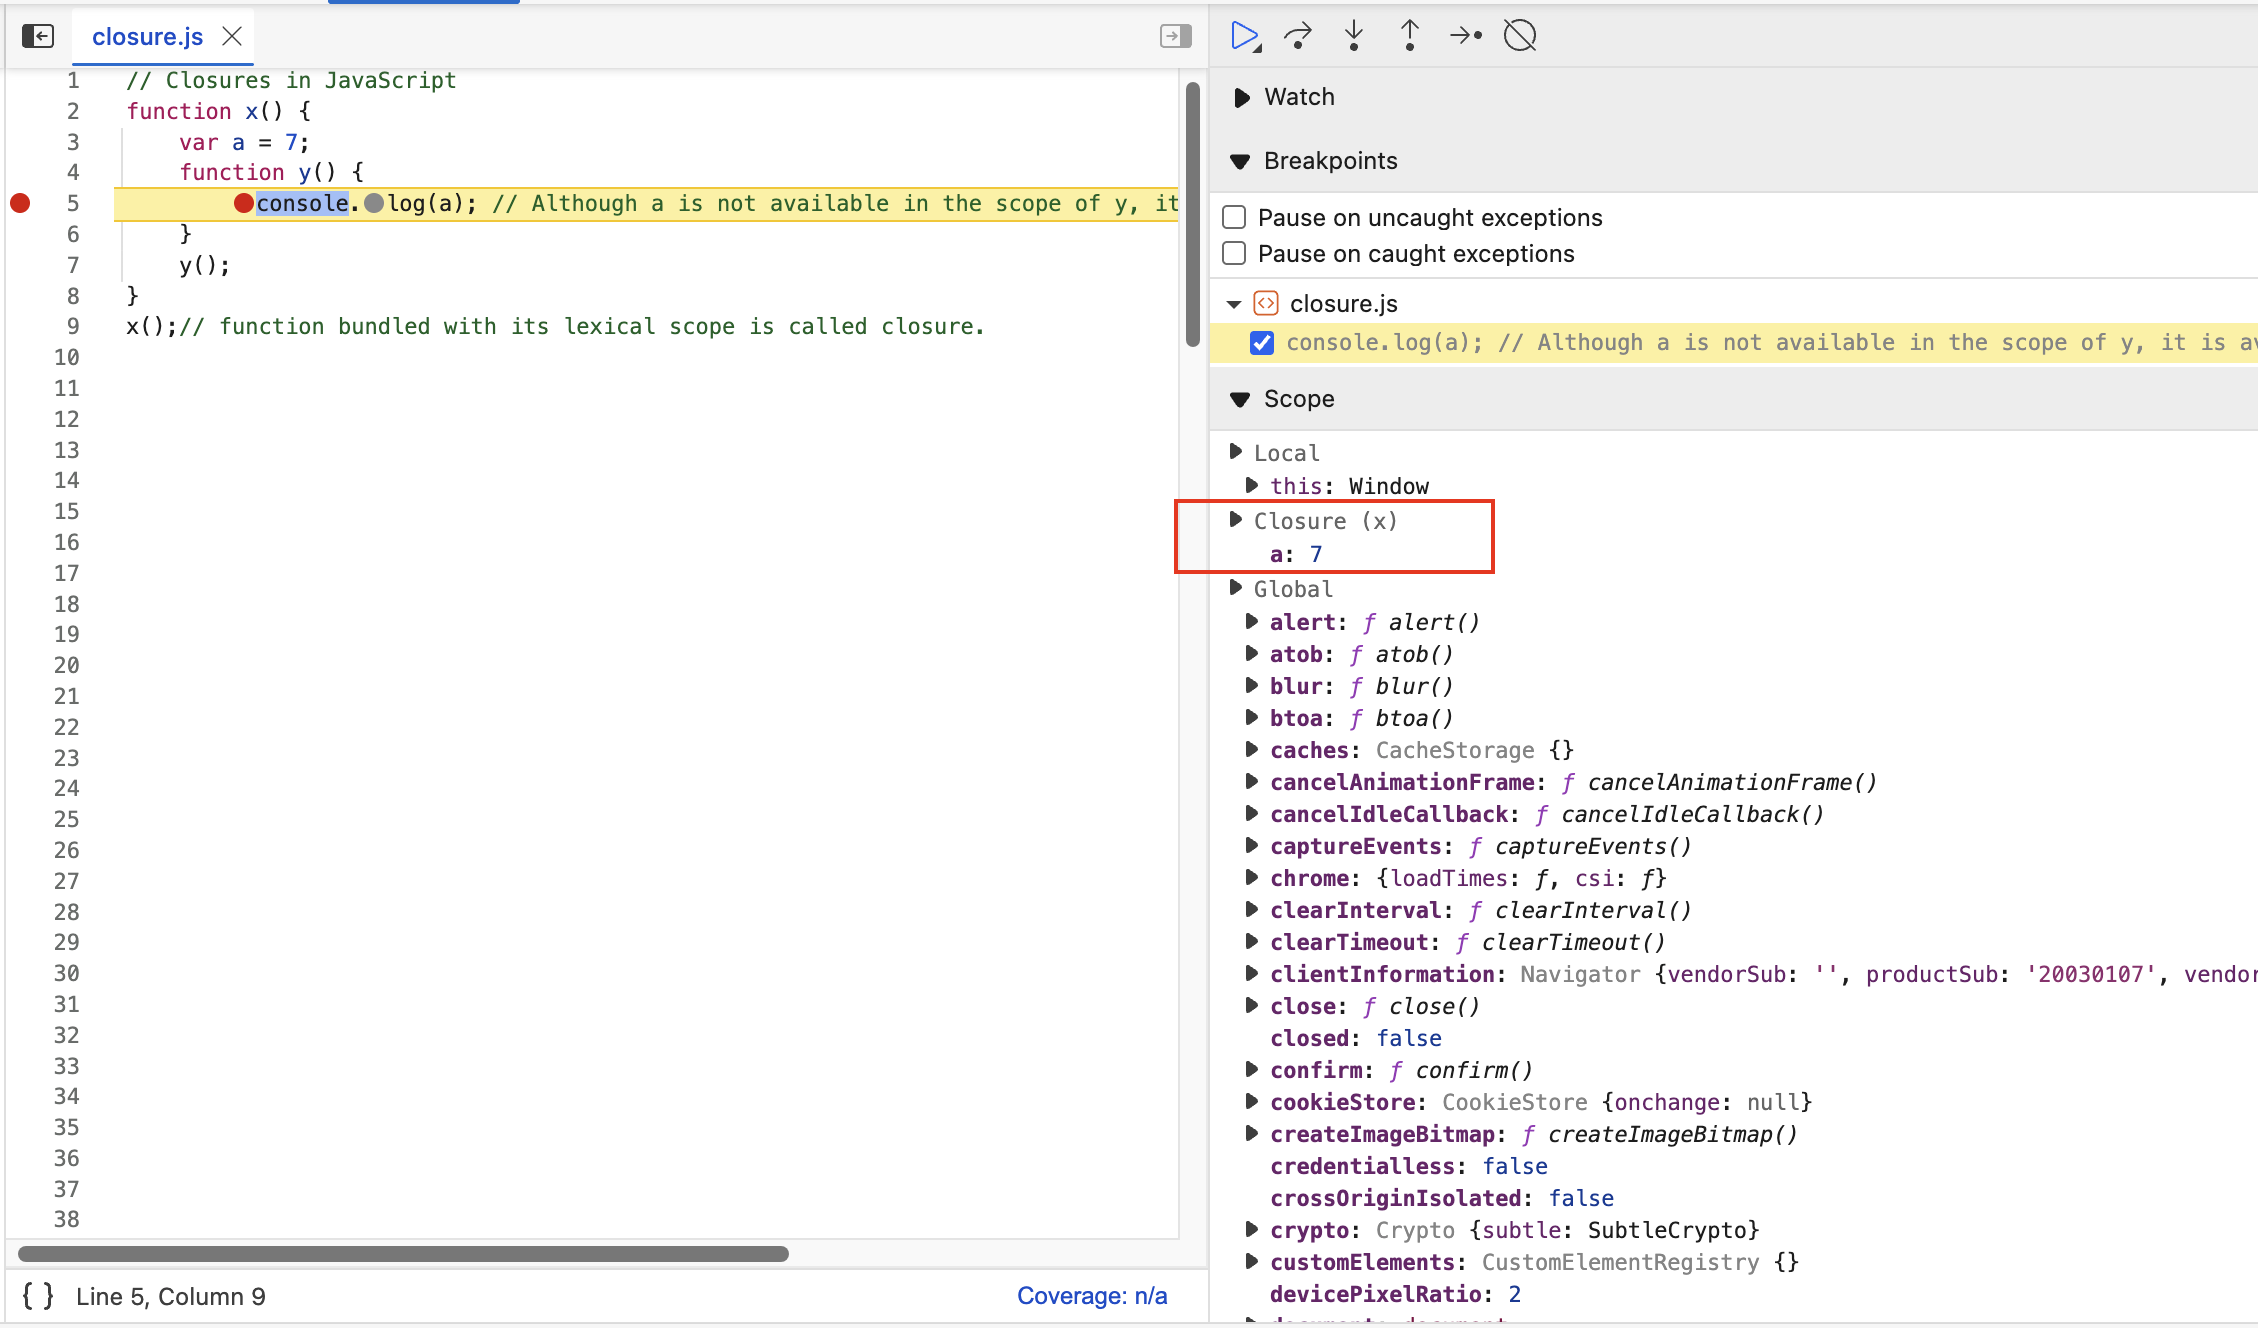 closure.js
1 // Closures in JavaScript
2 function x() {
3 var a = 7;
4 function y() {
5 console.log(a); // Although a is not available in the scope of y, it
6 }
7 y();
8 }
9 x();// function bundled with its lexical scope is called closure.
10
11
12
13
14
15
16
17
18
19
20
21
22
23
24
25
26
27
28
29
30
31
32
33
34
35
36
37
38
{ } Line 5, Column 9
Coverage: n/a
Watch
Breakpoints
Pause on uncaught exceptions
Pause on caught exceptions
closure.js
console.log(a); // Although a is not available in the scope of y, it is
Scope
Local
this: Window
Closure (x)
a: 7
Global
alert: ƒ alert()
atob: ƒ atob()
blur: ƒ blur()
btoa: ƒ btoa()
caches: CacheStorage {}
cancelAnimationFrame: ƒ cancelAnimationFrame()
cancelIdleCallback: ƒ cancelIdleCallback()
captureEvents: ƒ captureEvents()
chrome: {loadTimes: ƒ, csi: ƒ}
clearInterval: ƒ clearInterval()
clearTimeout: ƒ clearTimeout()
clientInformation: Navigator {vendorSub: '', productSub: '20030107', vendor
close: ƒ close()
closed: false
confirm: ƒ confirm()
cookieStore: CookieStore {onchange: null}
createImageBitmap: ƒ createImageBitmap()
credentialless: false
crossOriginIsolated: false
crypto: Crypto {subtle: SubtleCrypto}
customElements: CustomElementRegistry {}
devicePixelRatio: 2